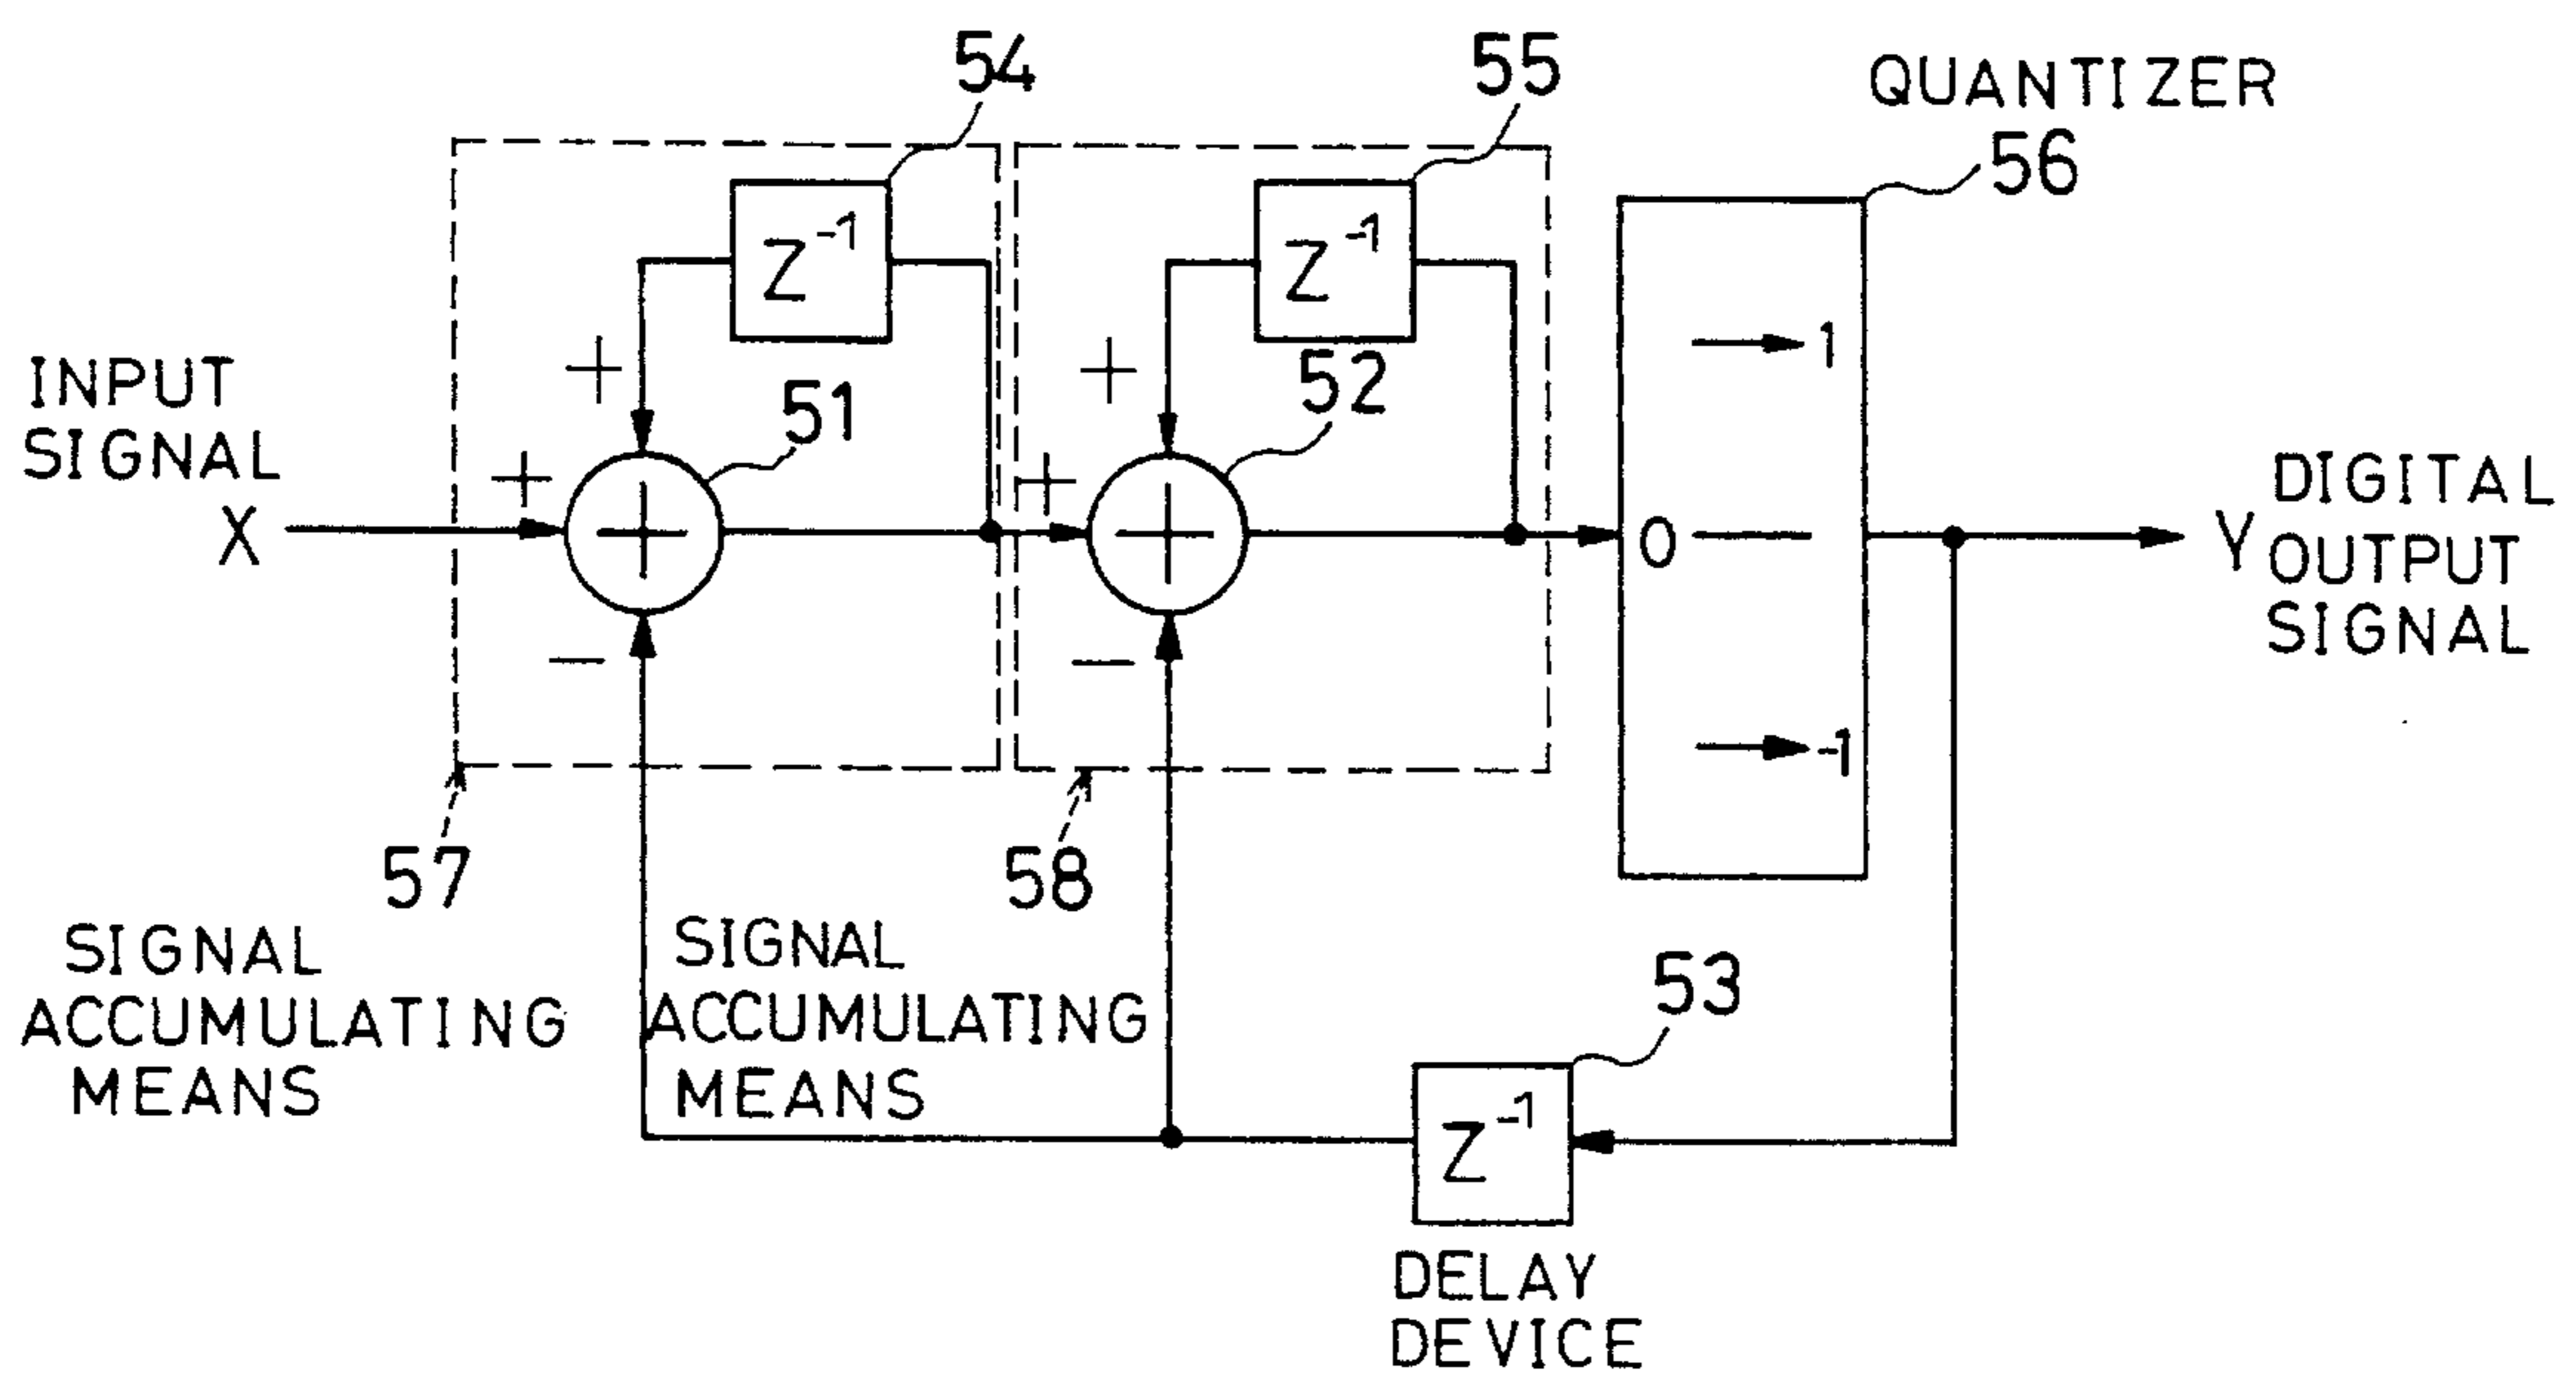 54
55
QUANTIZER
56
Z⁻¹
Z⁻¹
1
INPUT
SIGNAL
X
+
+
51
+
+
52
0
Y
DIGITAL
OUTPUT
SIGNAL
−
−
-1
57
58
SIGNAL
ACCUMULATING
MEANS
SIGNAL
ACCUMULATING
MEANS
53
Z⁻¹
DELAY
DEVICE